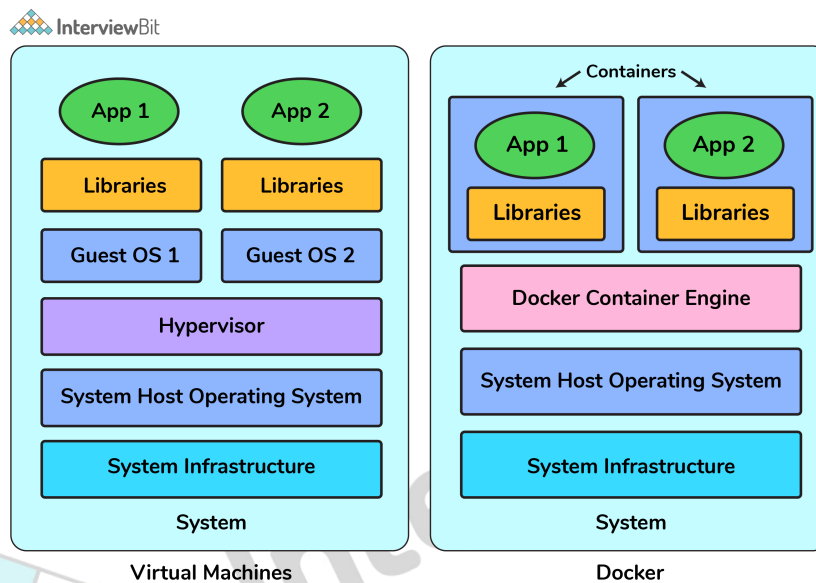 InterviewBit
App 1
App 2
Libraries
Libraries
Guest OS 1
Guest OS 2
Hypervisor
System Host Operating System
System Infrastructure
System
Virtual Machines
Containers
App 1
App 2
Libraries
Libraries
Docker Container Engine
System Host Operating System
System Infrastructure
System
Docker